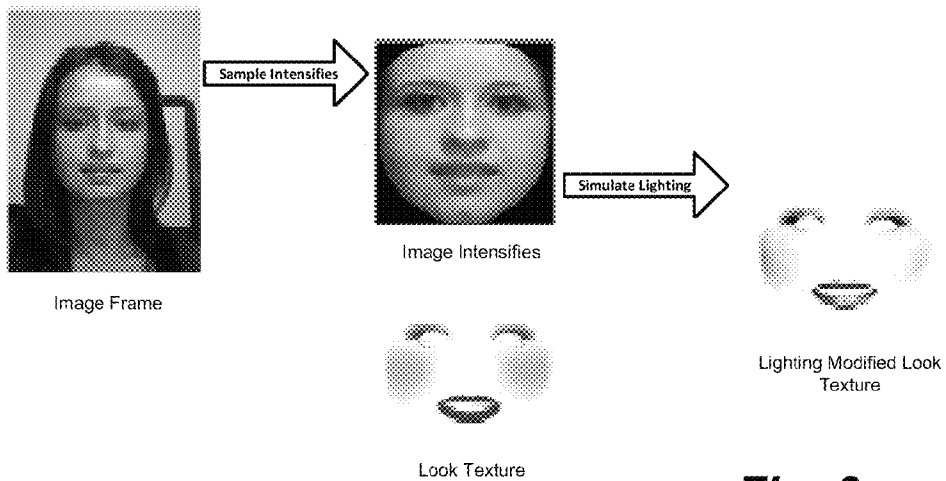 Sample Intensifies
Simulate Lighting
Image Intensifies
Image Frame
Lighting Modified Look
Texture
Look Texture